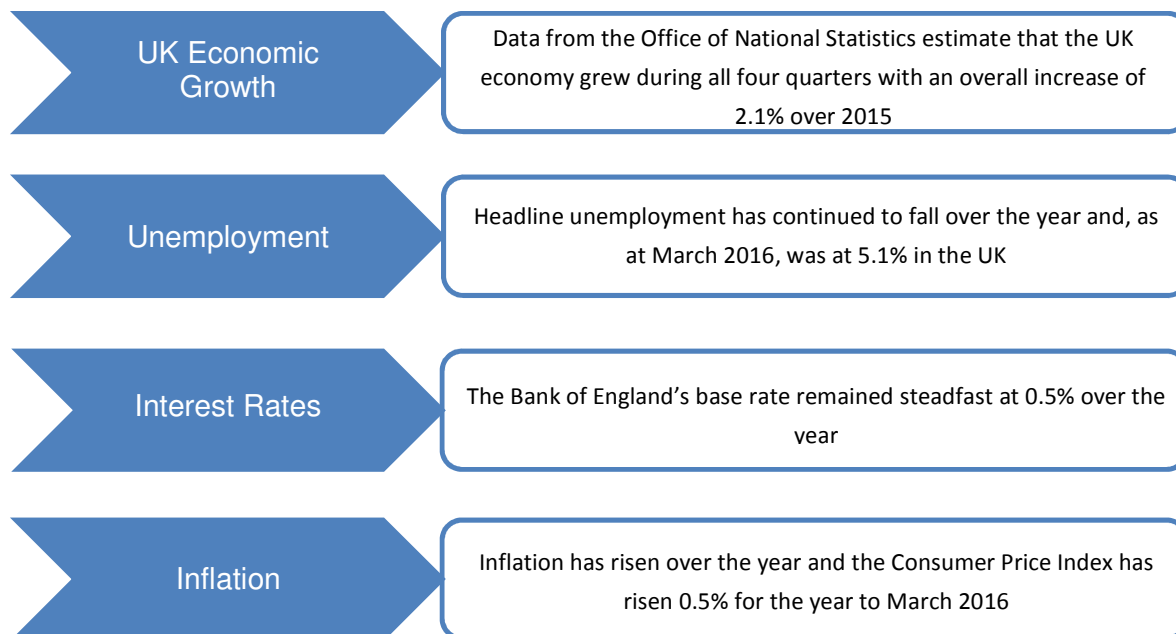 UK Economic
Growth
Data from the Office of National Statistics estimate that the UK
economy grew during all four quarters with an overall increase of
2.1% over 2015
Unemployment
Headline unemployment has continued to fall over the year and, as
at March 2016, was at 5.1% in the UK
Interest Rates
The Bank of England’s base rate remained steadfast at 0.5% over the
year
Inflation
Inflation has risen over the year and the Consumer Price Index has
risen 0.5% for the year to March 2016